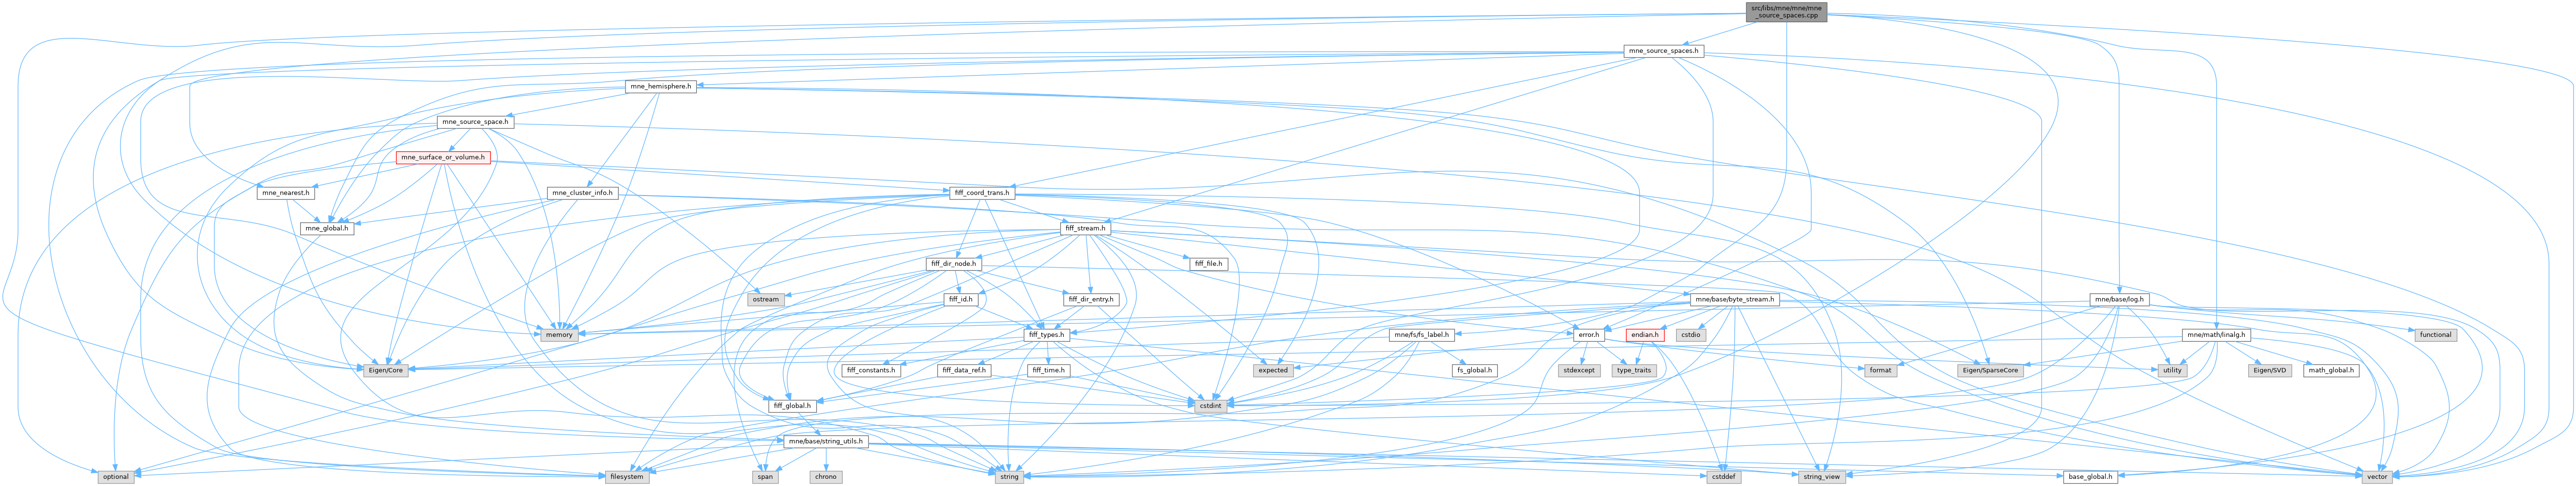 src/libs/mne/mne/mne
_source_spaces.cpp
mne_source_spaces.h
mne_hemisphere.h
mne_source_space.h
mne_surface_or_volume.h
mne_nearest.h
mne_cluster_info.h
fiff_coord_trans.h
mne_global.h
fiff_stream.h
fiff_dir_node.h
fiff_file.h
ostream
fiff_id.h
fiff_dir_entry.h
mne/base/byte_stream.h
mne/base/log.h
memory
fiff_types.h
mne/fs/fs_label.h
error.h
endian.h
cstdio
mne/math/linalg.h
functional
Eigen/Core
fiff_constants.h
fiff_data_ref.h
fiff_time.h
expected
fs_global.h
stdexcept
type_traits
format
Eigen/SparseCore
utility
Eigen/SVD
math_global.h
fiff_global.h
cstdint
mne/base/string_utils.h
optional
filesystem
span
chrono
string
cstddef
string_view
base_global.h
vector